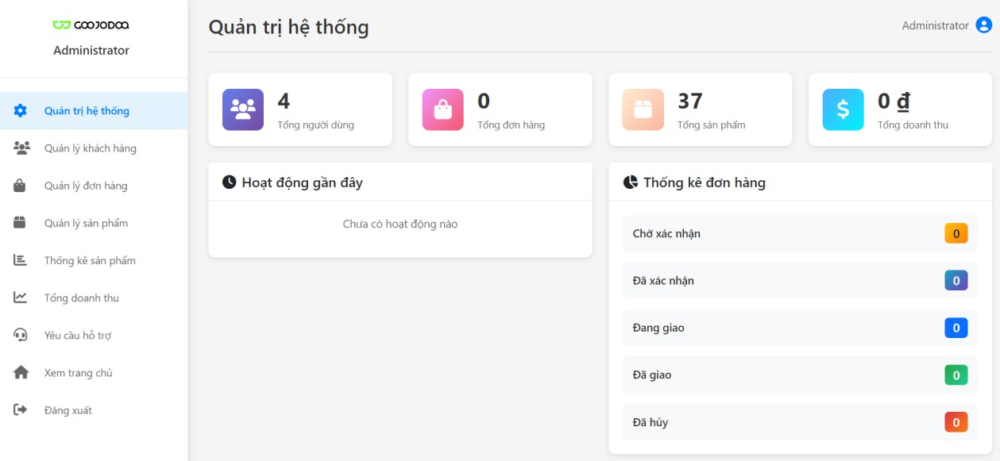 GOOJODOQ
Administrator
Quản trị hệ thống
Quản lý khách hàng
Quản lý đơn hàng
Quản lý sản phẩm
Thống kê sản phẩm
Tổng doanh thu
Yêu cầu hỗ trợ
Xem trang chủ
Đăng xuất
Quản trị hệ thống
Administrator
4
Tổng người dùng
0
Tổng đơn hàng
37
Tổng sản phẩm
0 ₫
Tổng doanh thu
Hoạt động gần đây
Chưa có hoạt động nào
Thống kê đơn hàng
Chờ xác nhận 0
Đã xác nhận 0
Đang giao 0
Đã giao 0
Đã hủy 0